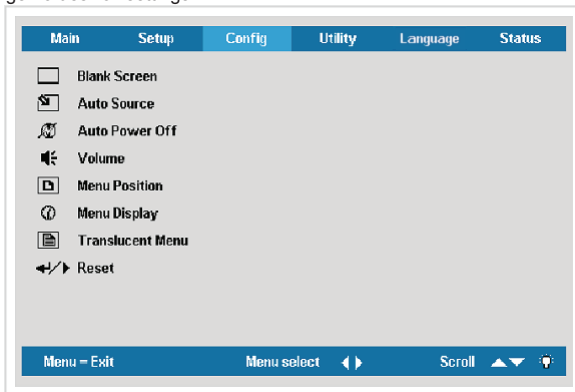 Main Setup Config Utility Language Status
Blank Screen
Auto Source
Auto Power Off
Volume
Menu Position
Menu Display
Translucent Menu
Reset
Menu = Exit Menu select Scroll